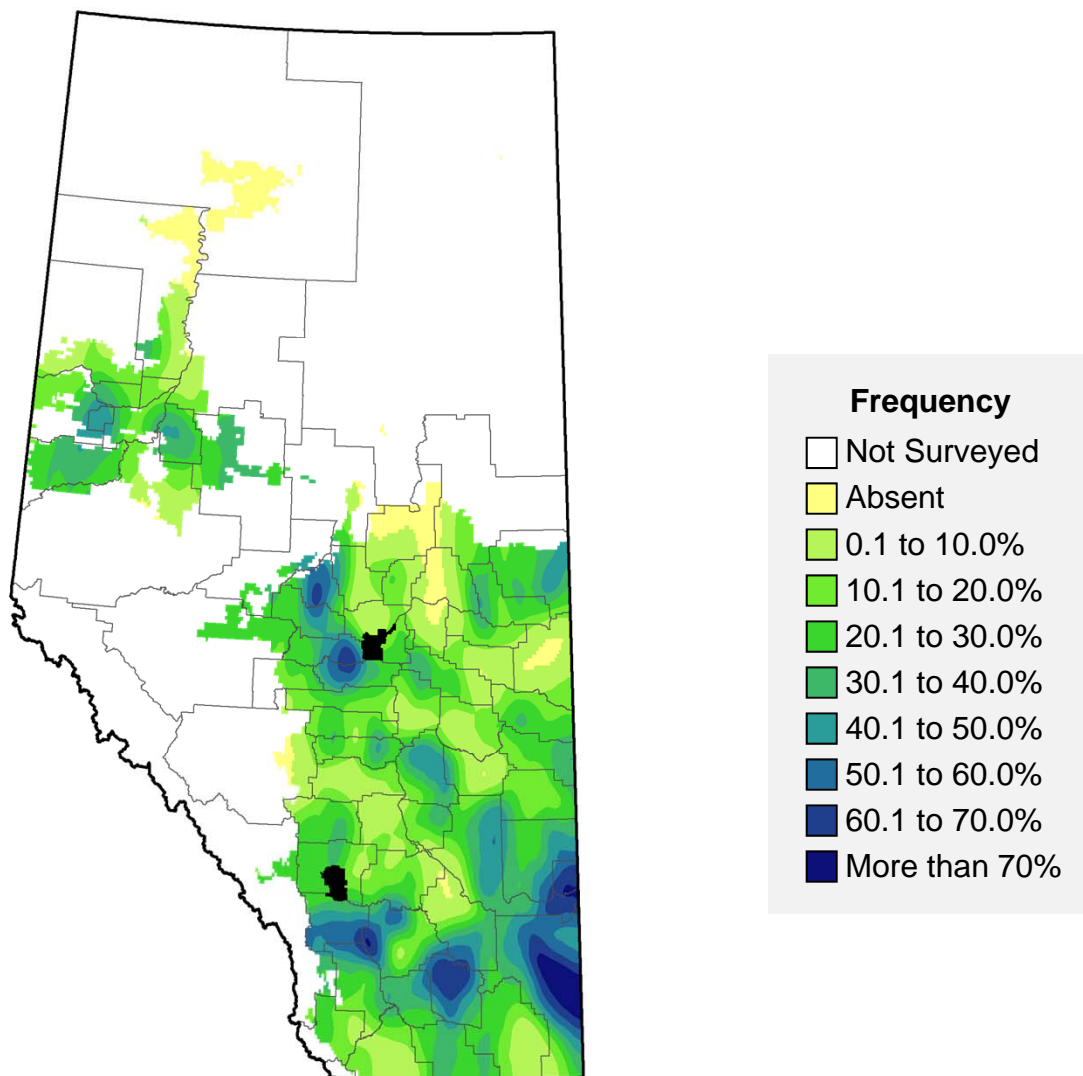 Frequency
Not Surveyed
Absent
0.1 to 10.0%
10.1 to 20.0%
20.1 to 30.0%
30.1 to 40.0%
40.1 to 50.0%
50.1 to 60.0%
60.1 to 70.0%
More than 70%